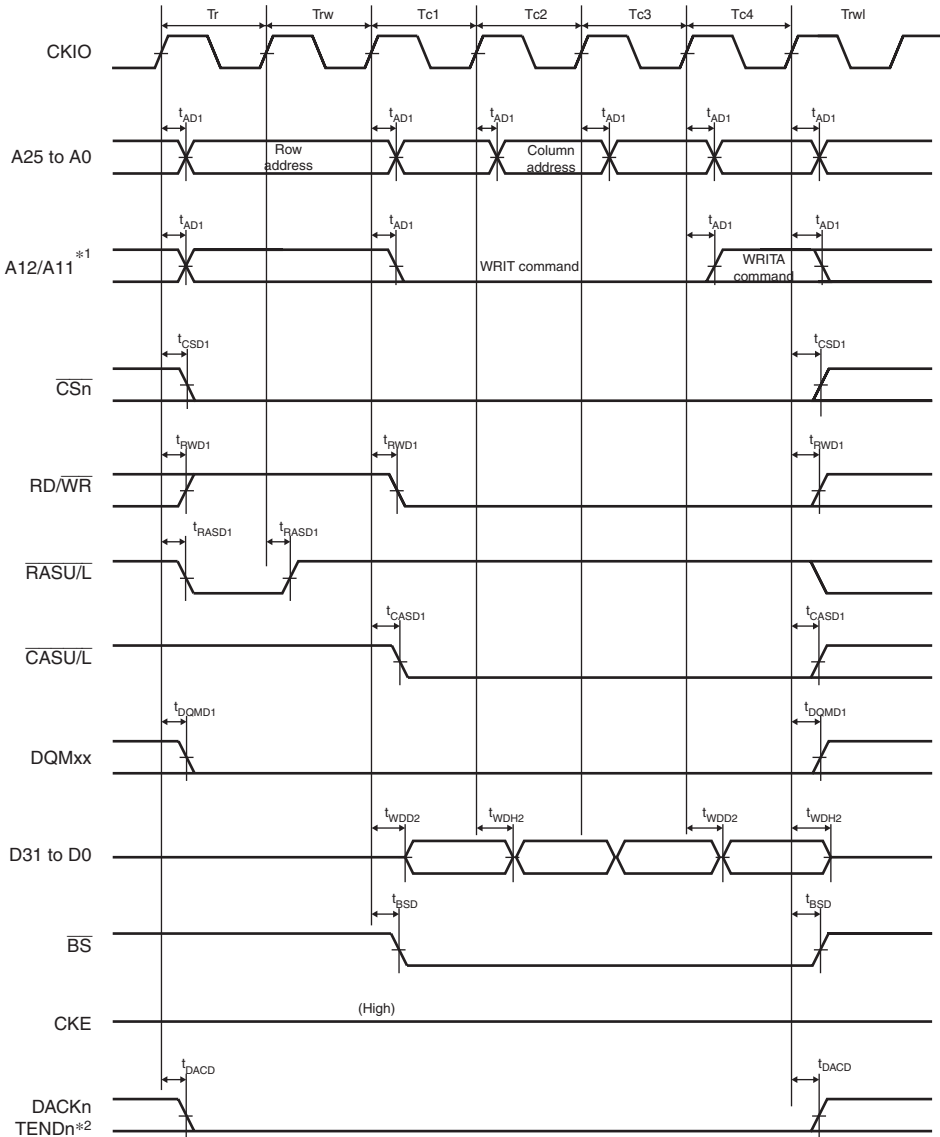 Tr Trw Tc1 Tc2 Tc3 Tc4 Trwl
CKIO
tAD1 tAD1 tAD1 tAD1 tAD1 tAD1
A25 to A0
Row
address
Column
address
tAD1 tAD1 tAD1 tAD1
A12/A11*1
WRIT command
WRITA
command
tCSD1 tCSD1
CSn
tRWD1 tRWD1 tRWD1
RD/WR
tRASD1 tRASD1
RASU/L
tCASD1 tCASD1
CASU/L
tDQMD1 tDQMD1
DQMxx
tWDD2 tWDH2 tWDD2 tWDH2
D31 to D0
tBSD tBSD
BS
(High)
CKE
tDACD tDACD
DACKn
TENDn*2